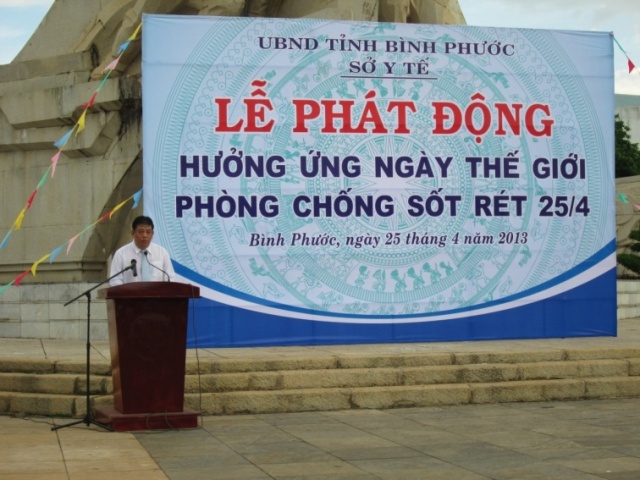 UBND TỈNH BÌNH PHƯỚC
SỞ Y TẾ
LỄ PHÁT ĐỘNG
HƯỞNG ỨNG NGÀY THẾ GIỚI
PHÒNG CHỐNG SỐT RÉT 25/4
Bình Phước, ngày 25 tháng 4 năm 2013